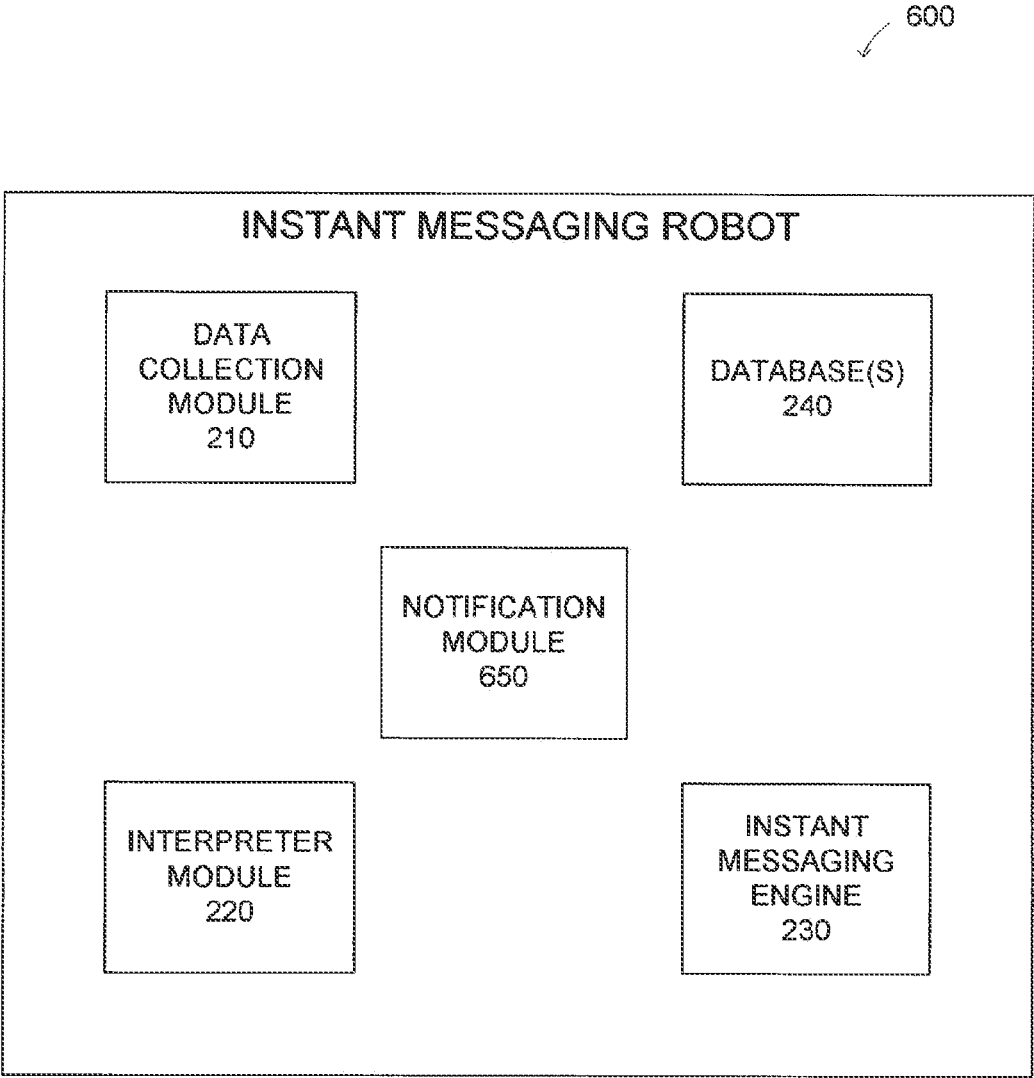 600
INSTANT MESSAGING ROBOT
DATA
COLLECTION
MODULE
210
DATABASE(S)
240
NOTIFICATION
MODULE
650
INTERPRETER
MODULE
220
INSTANT
MESSAGING
ENGINE
230